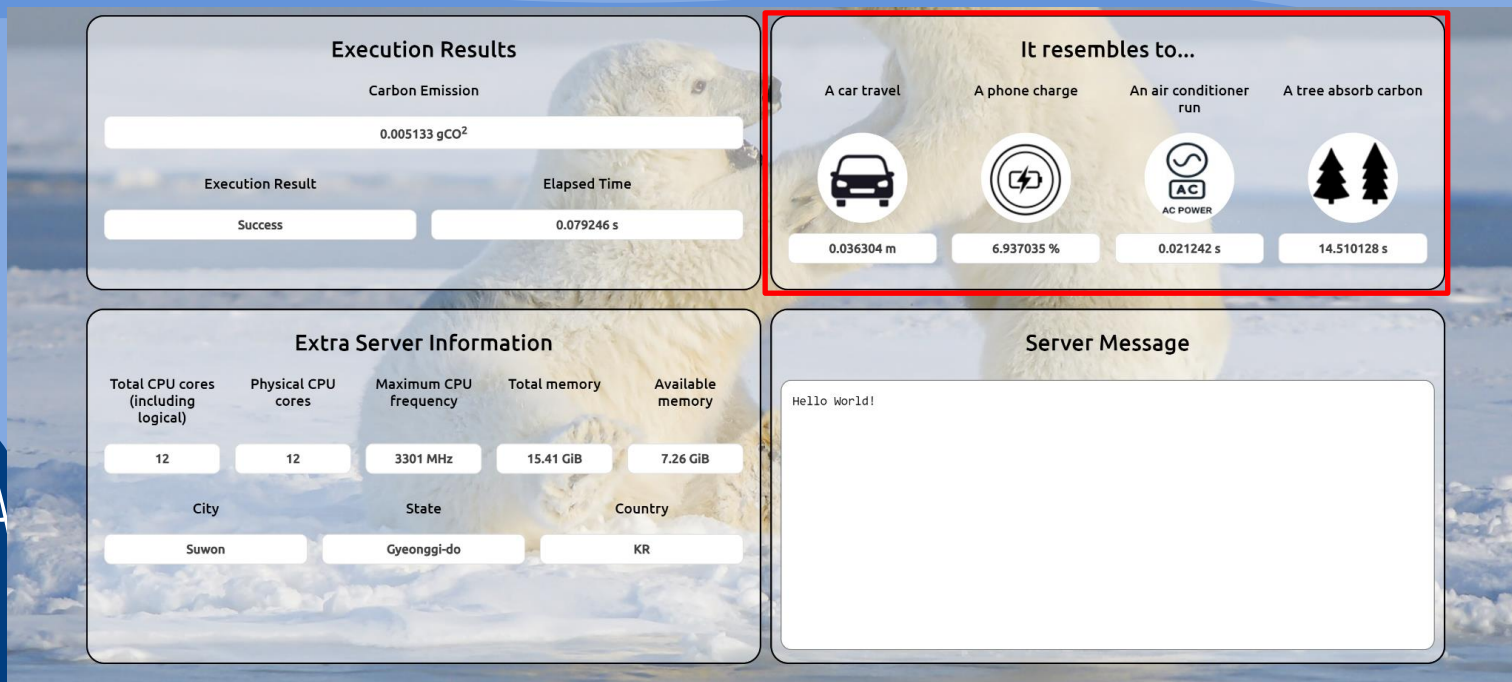 Execution Results
Carbon Emission
0.005133 gCO²
Execution Result
Elapsed Time
Success
0.079246 s
It resembles to...
A car travel
A phone charge
An air conditioner
run
A tree absorb carbon
AC
AC POWER
0.036304 m
6.937035 %
0.021242 s
14.510128 s
Extra Server Information
Total CPU cores
(including
logical)
Physical CPU
cores
Maximum CPU
frequency
Total memory
Available
memory
12
12
3301 MHz
15.41 GiB
7.26 GiB
City
State
Country
Suwon
Gyeonggi-do
KR
Server Message
Hello World!